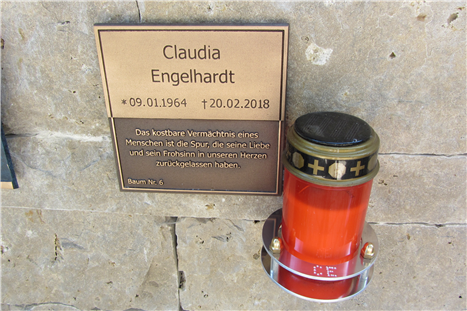 Claudia
Engelhardt
*09.01.1964 †20.02.2018
Das kostbare Vermächtnis eines
Menschen ist die Spur, die seine Liebe
und sein Frohsinn in unseren Herzen
zurückgelassen haben.
Baum Nr. 6
CE